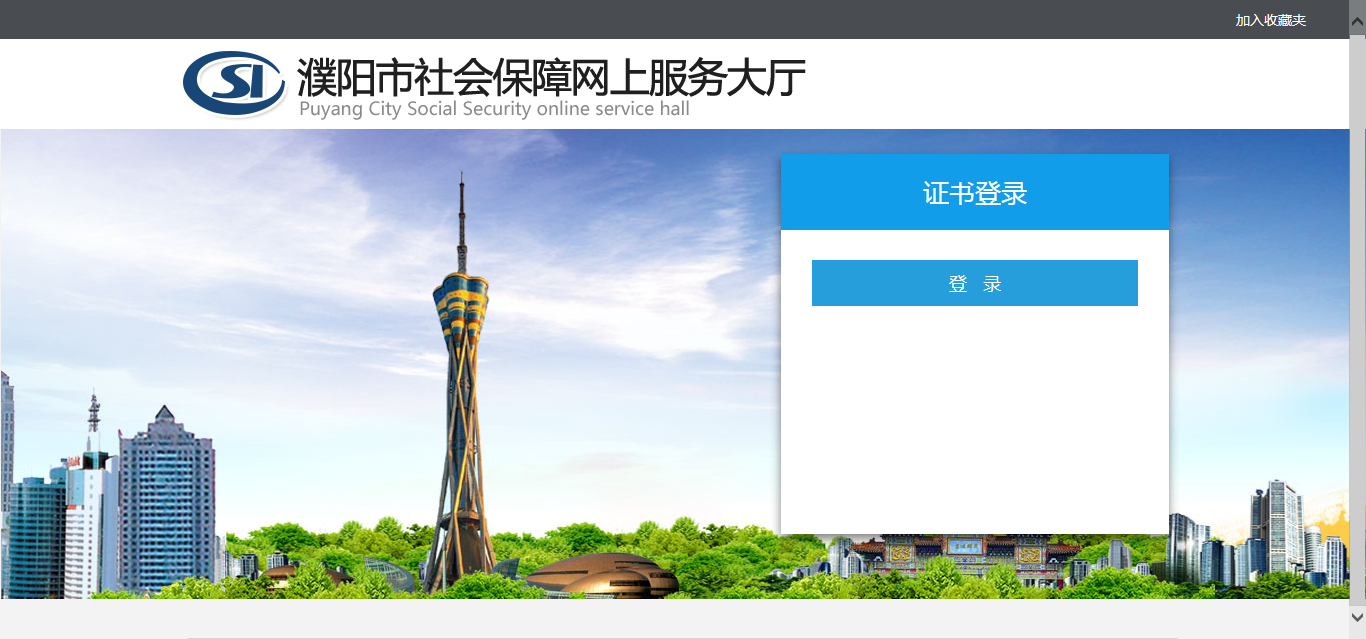 加入收藏夹
SI
濮阳市社会保障网上服务大厅
Puyang City Social Security online service hall
证书登录
登 录